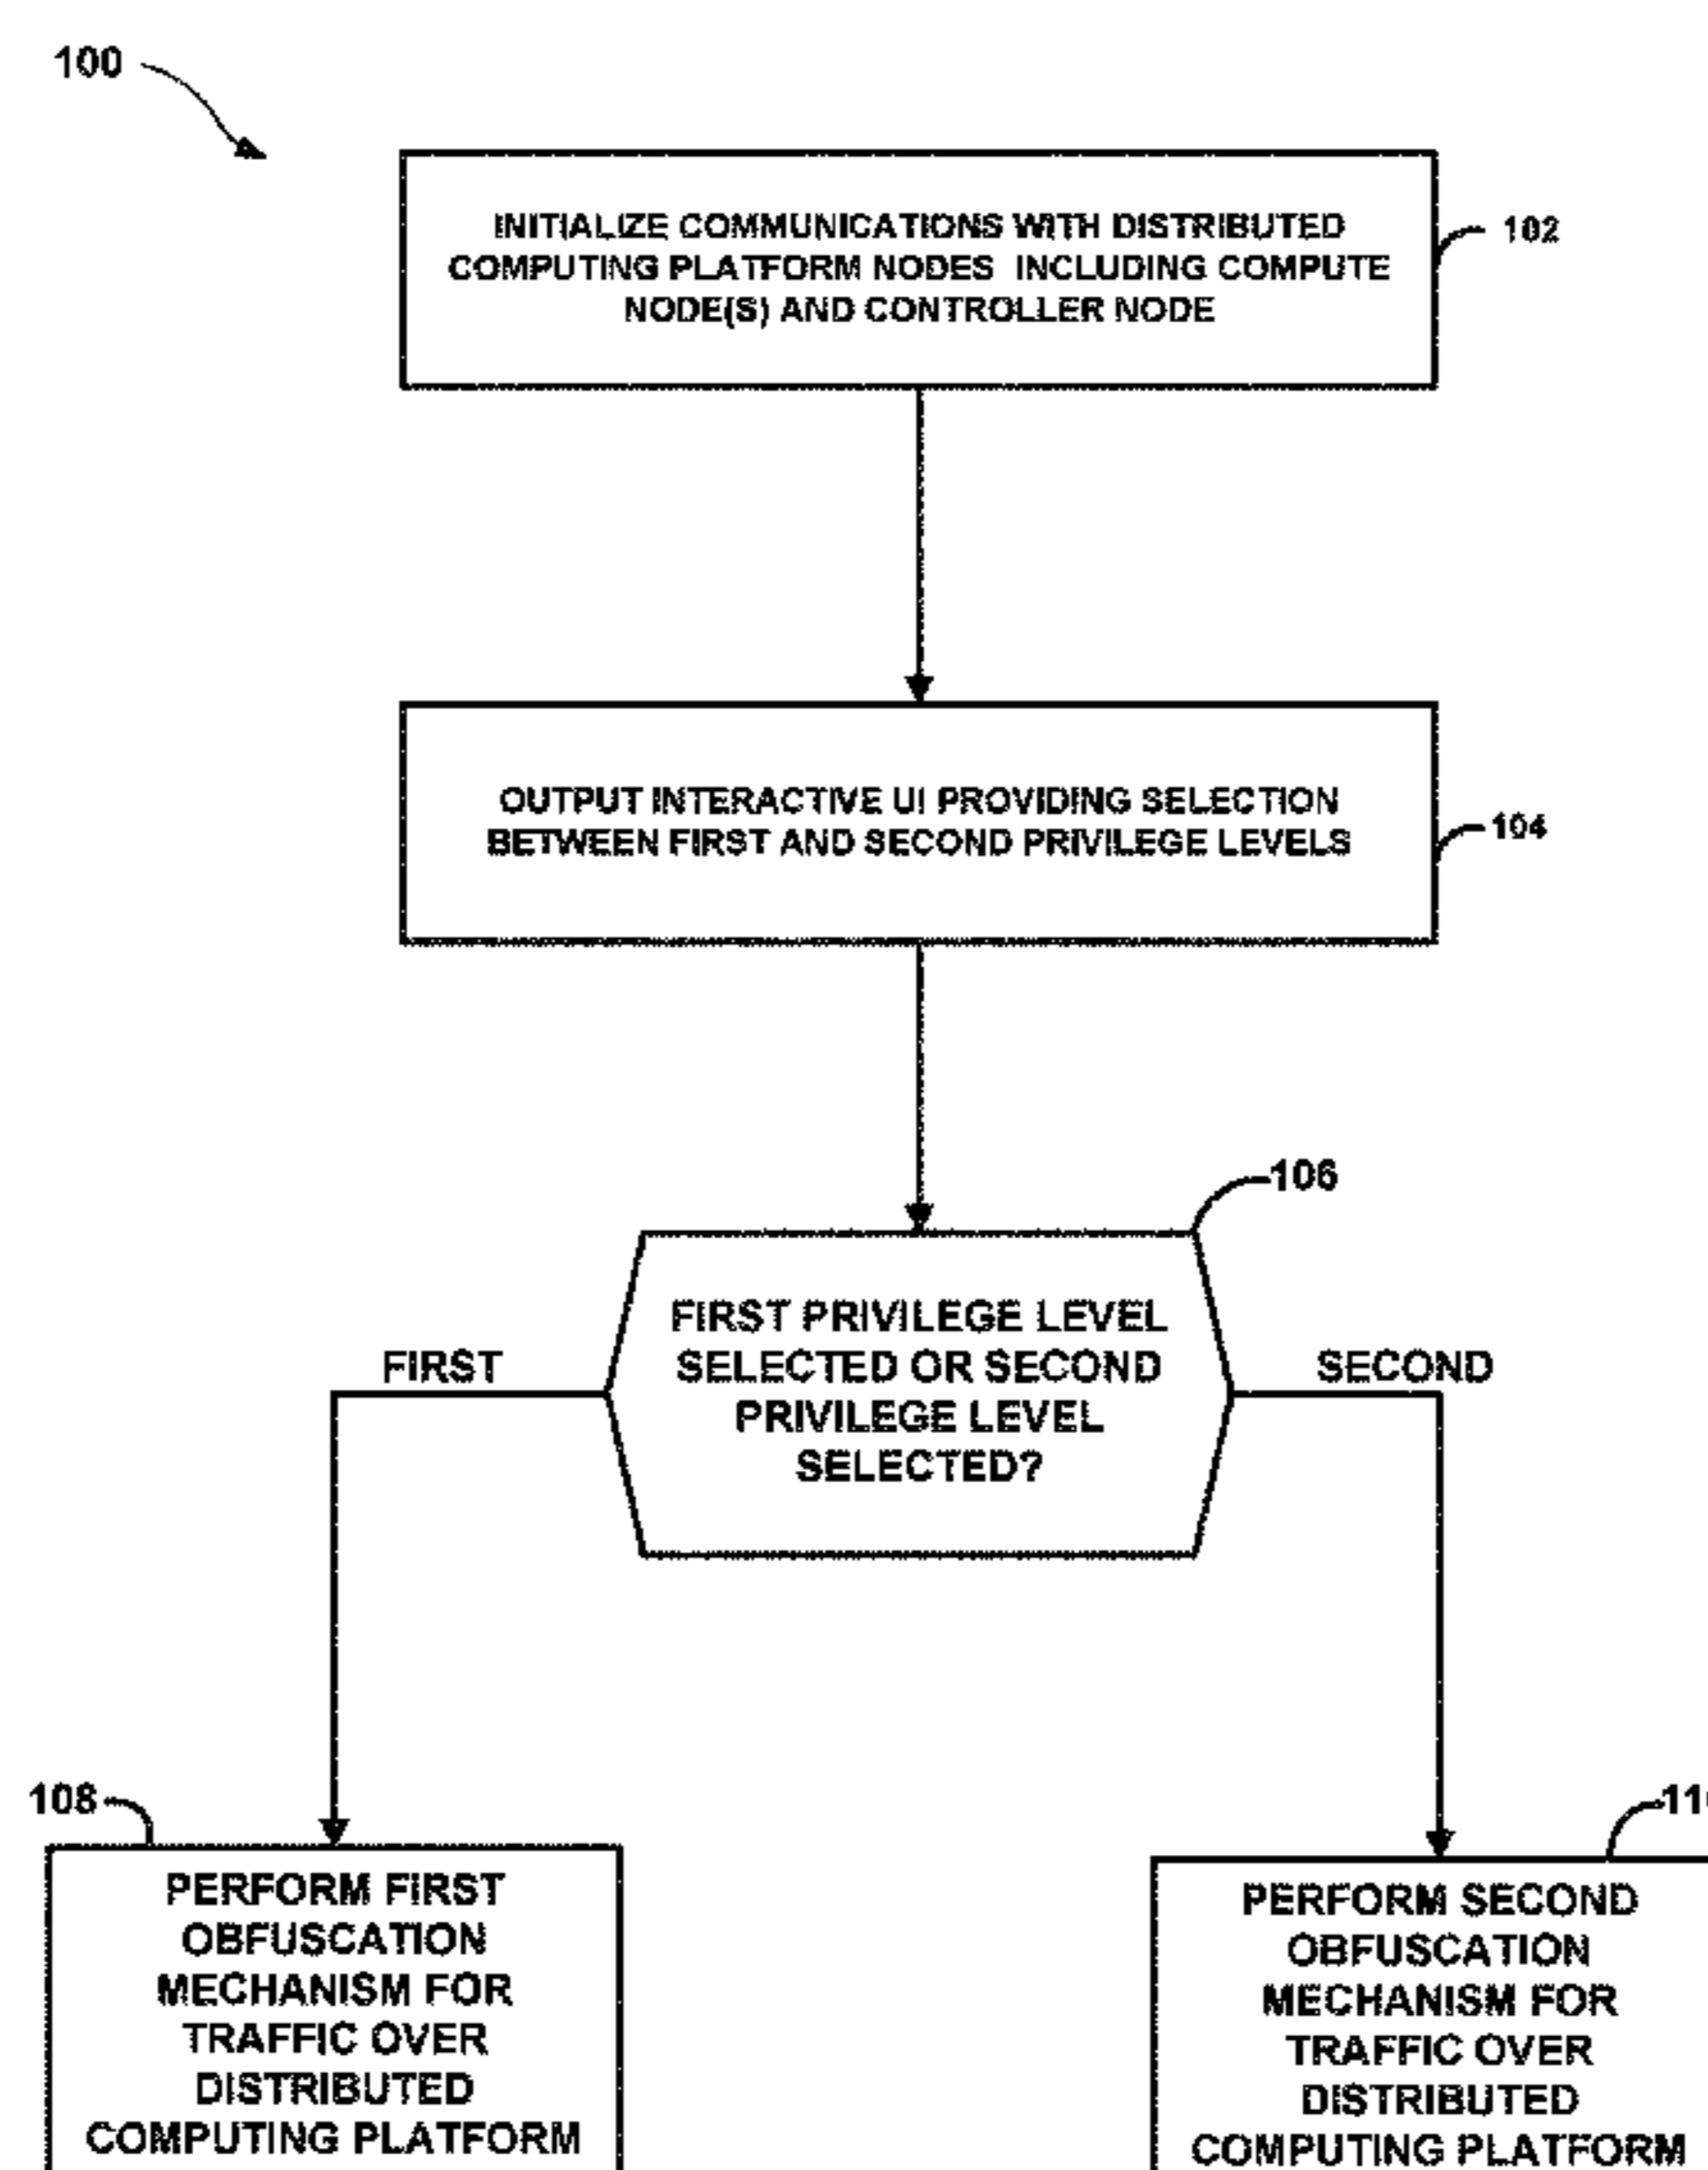 100
INITIALIZE COMMUNICATIONS WITH DISTRIBUTED
COMPUTING PLATFORM NODES INCLUDING COMPUTE
NODE(S) AND CONTROLLER NODE
102
OUTPUT INTERACTIVE UI PROVIDING SELECTION
BETWEEN FIRST AND SECOND PRIVILEGE LEVELS
104
106
FIRST PRIVILEGE LEVEL
SELECTED OR SECOND
PRIVILEGE LEVEL
SELECTED?
FIRST
SECOND
108
PERFORM FIRST
OBFUSCATION
MECHANISM FOR
TRAFFIC OVER
DISTRIBUTED
COMPUTING PLATFORM
PERFORM SECOND
OBFUSCATION
MECHANISM FOR
TRAFFIC OVER
DISTRIBUTED
COMPUTING PLATFORM